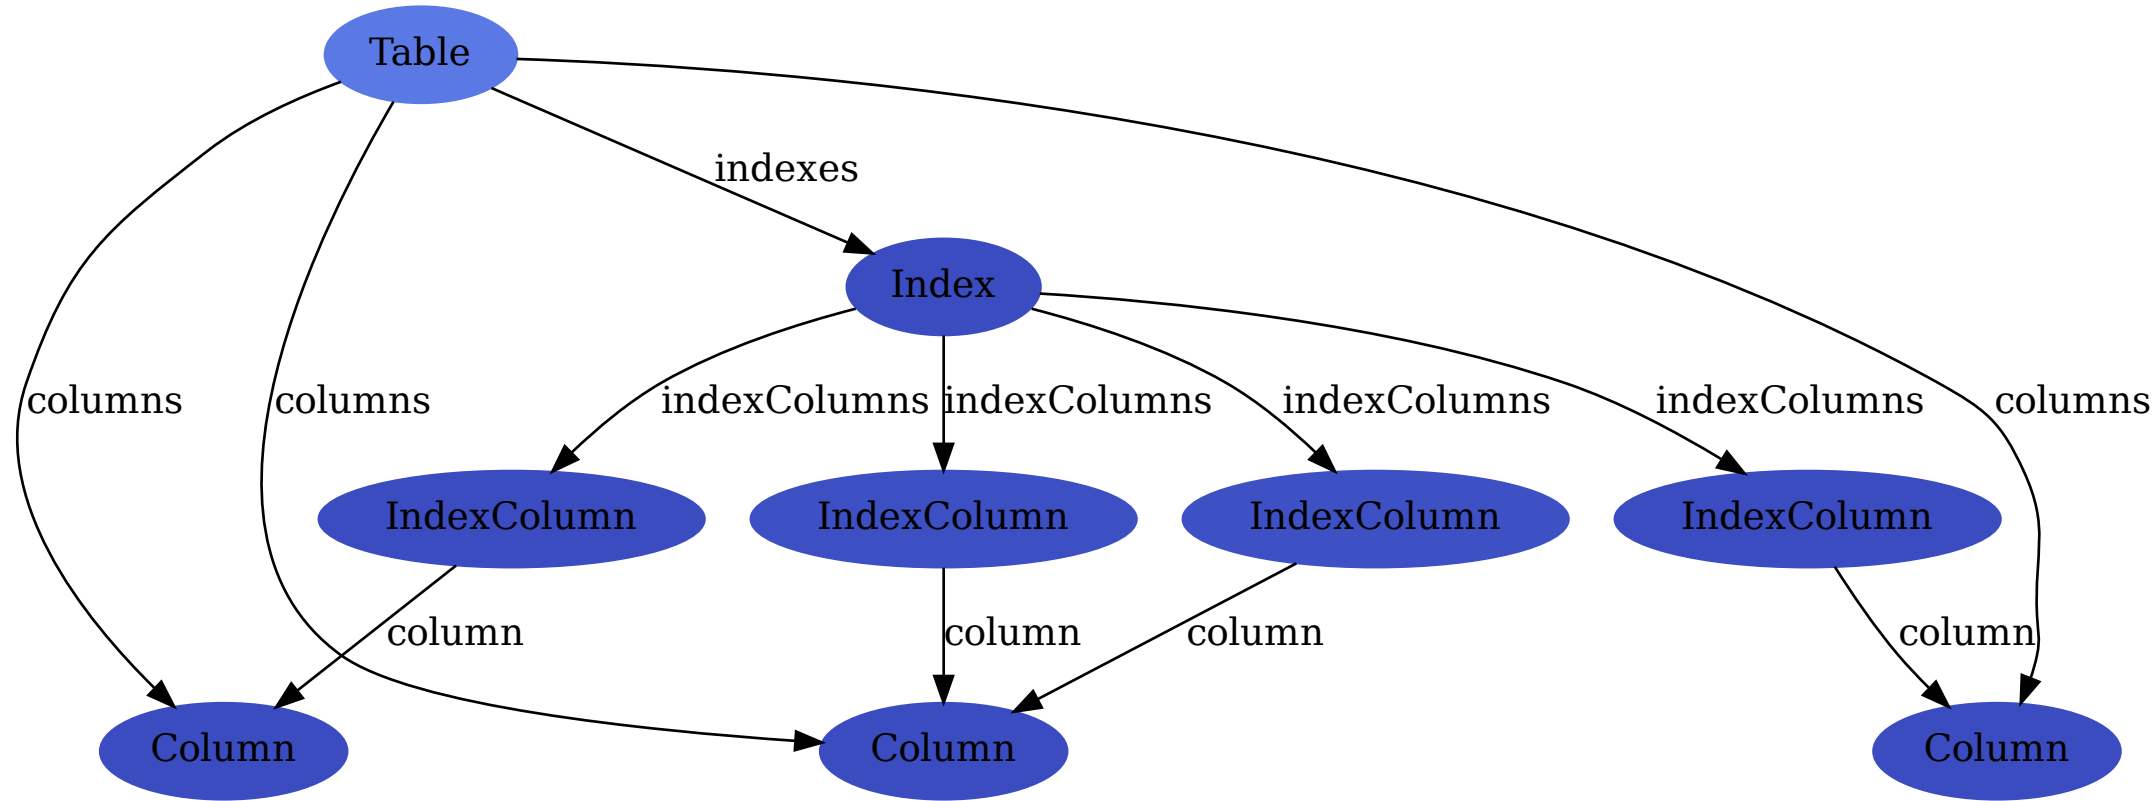 Table
indexes
Index
columns
columns
indexColumns
indexColumns
indexColumns
indexColumns
columns
IndexColumn
IndexColumn
IndexColumn
IndexColumn
column
column
column
column
Column
Column
Column